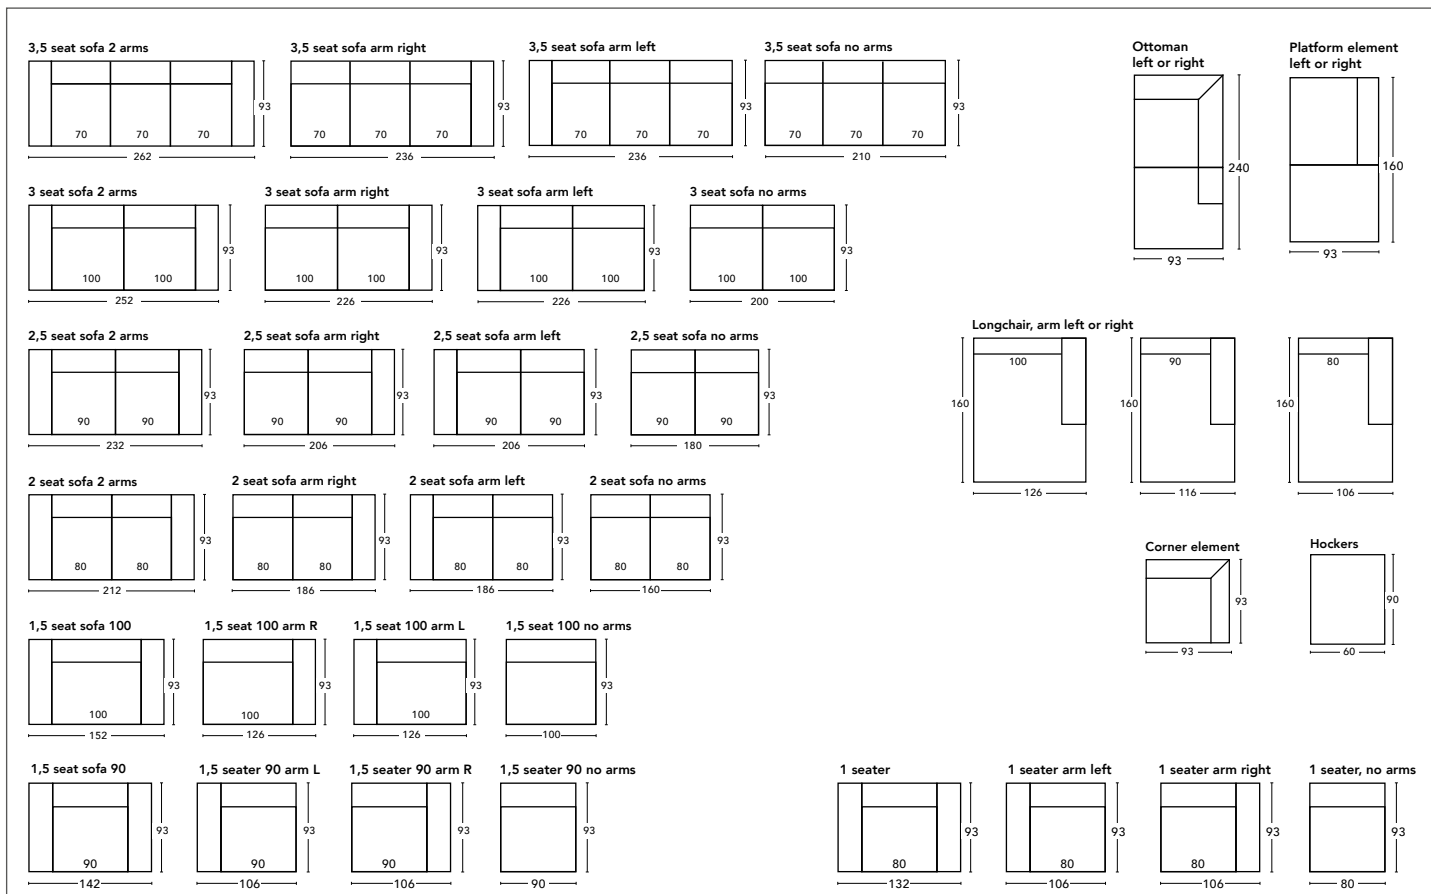 3,5 seat sofa 2 arms
70 70 70
93
262
3,5 seat sofa arm right
70 70 70
93
236
3,5 seat sofa arm left
70 70 70
93
236
3,5 seat sofa no arms
70 70 70
93
210
Ottoman
left or right
240
93
Platform element
left or right
160
93
3 seat sofa 2 arms
100 100
93
252
3 seat sofa arm right
100 100
93
226
3 seat sofa arm left
100 100
93
226
3 seat sofa no arms
100 100
93
200
2,5 seat sofa 2 arms
90 90
93
232
2,5 seat sofa arm right
90 90
93
206
2,5 seat sofa arm left
90 90
93
206
2,5 seat sofa no arms
90 90
93
180
Longchair, arm left or right
100
160
126
90
160
116
80
160
106
2 seat sofa 2 arms
80 80
93
212
2 seat sofa arm right
80 80
93
186
2 seat sofa arm left
80 80
93
186
2 seat sofa no arms
80 80
93
160
Corner element
93
93
Hockers
90
60
1,5 seat sofa 100
100
93
152
1,5 seat 100 arm R
100
93
126
1,5 seat 100 arm L
100
93
126
1,5 seat 100 no arms
93
100
1,5 seat sofa 90
90
93
142
1,5 seater 90 arm L
90
93
106
1,5 seater 90 arm R
90
93
106
1,5 seater 90 no arms
93
90
1 seater
80
93
132
1 seater arm left
80
93
106
1 seater arm right
80
93
106
1 seater, no arms
93
80